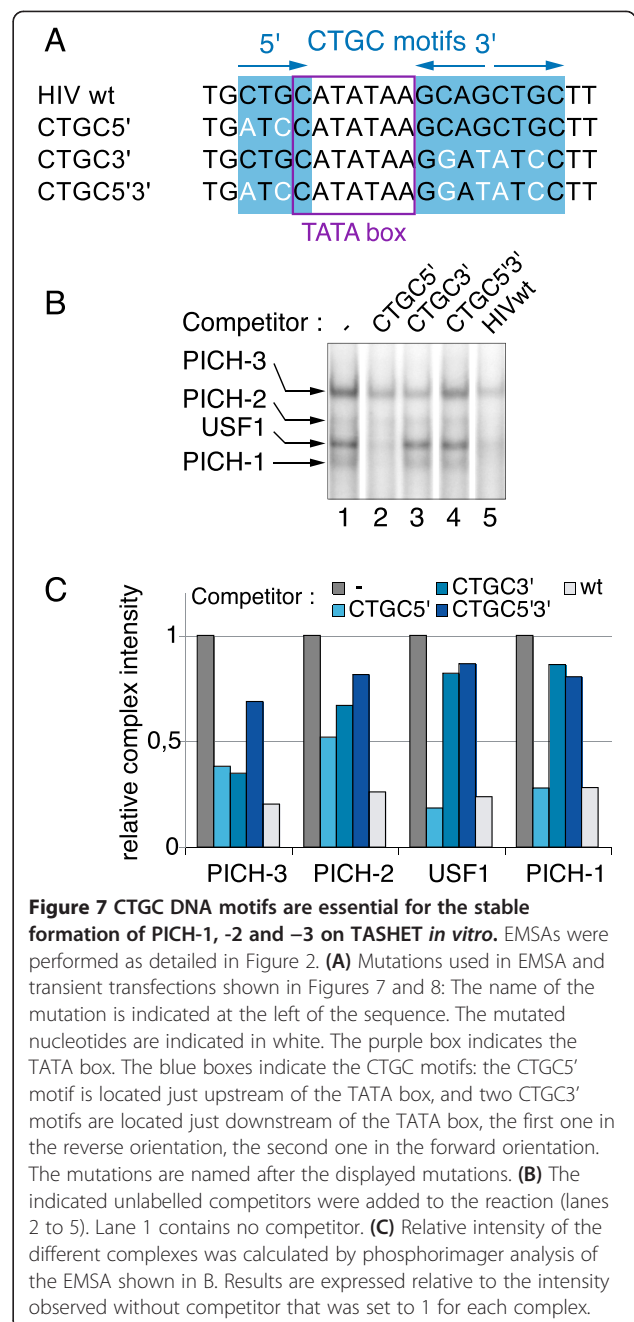 A
5' CTGC motifs 3'
HIV wt TGCTGCATATAAGCAGCTGCTT
CTGC5' TGATCCATATAAGCAGCTGCTT
CTGC3' TGCTGCATATAAGGATATCCTT
CTGC5'3' TGATCCATATAAGGATATCCTT
TATA box
B
Competitor : - CTGC5' CTGC3' CTGC5'3' HIVwt
PICH-3
PICH-2
USF1
PICH-1
1 2 3 4 5
C
Competitor : - CTGC3' wt
CTGC5' CTGC5'3'
relative complex intensity
1
0,5
0
PICH-3 PICH-2 USF1 PICH-1
Figure 7 CTGC DNA motifs are essential for the stable
formation of PICH-1, -2 and −3 on TASHET in vitro. EMSAs were
performed as detailed in Figure 2. (A) Mutations used in EMSA and
transient transfections shown in Figures 7 and 8: The name of the
mutation is indicated at the left of the sequence. The mutated
nucleotides are indicated in white. The purple box indicates the
TATA box. The blue boxes indicate the CTGC motifs: the CTGC5'
motif is located just upstream of the TATA box, and two CTGC3'
motifs are located just downstream of the TATA box, the first one in
the reverse orientation, the second one in the forward orientation.
The mutations are named after the displayed mutations. (B) The
indicated unlabelled competitors were added to the reaction (lanes
2 to 5). Lane 1 contains no competitor. (C) Relative intensity of the
different complexes was calculated by phosphorimager analysis of
the EMSA shown in B. Results are expressed relative to the intensity
observed without competitor that was set to 1 for each complex.